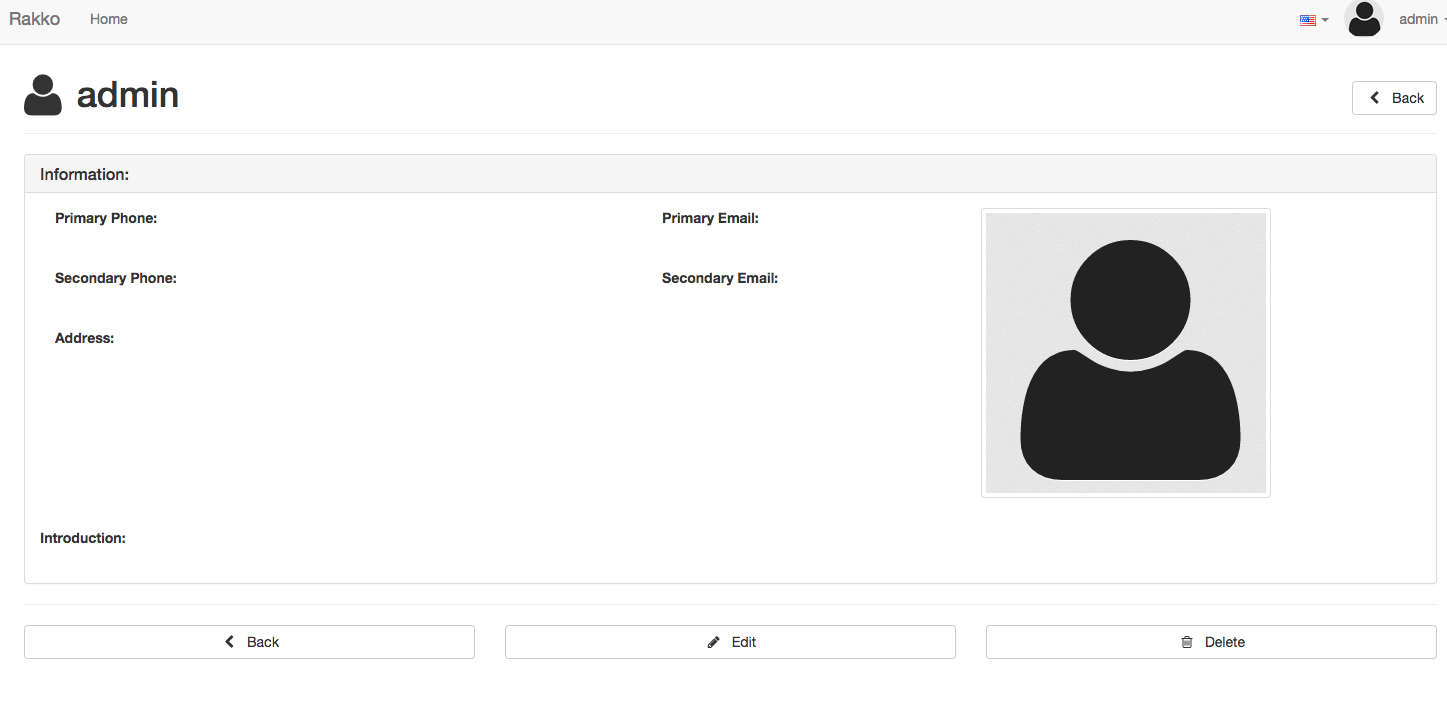 Rakko Home admin
admin
Back
Information:
Primary Phone: Primary Email:
Secondary Phone: Secondary Email:
Address:
Introduction:
Back Edit Delete